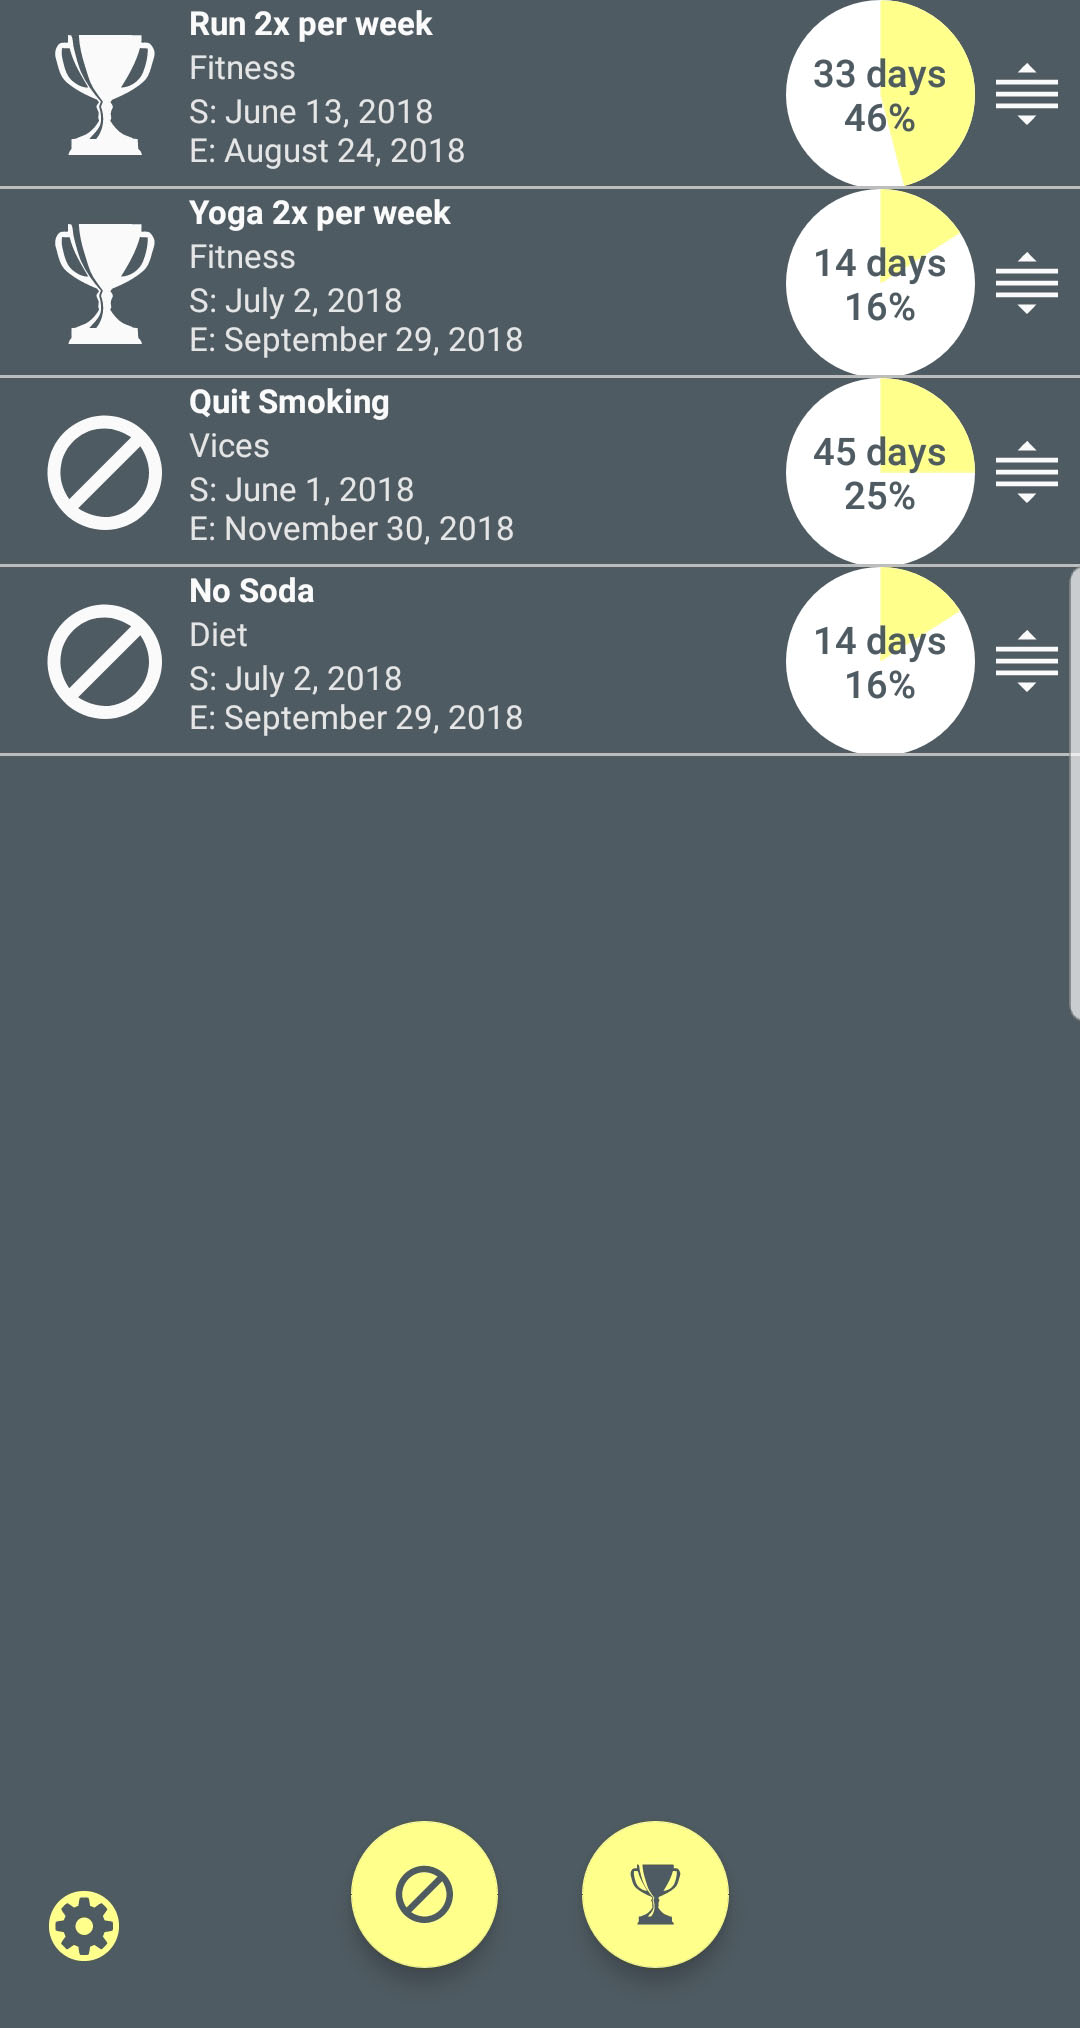 Run 2x per week
Fitness
S: June 13, 2018
E: August 24, 2018
33 days
46%
Yoga 2x per week
Fitness
S: July 2, 2018
E: September 29, 2018
14 days
16%
Quit Smoking
Vices
S: June 1, 2018
E: November 30, 2018
45 days
25%
No Soda
Diet
S: July 2, 2018
E: September 29, 2018
14 days
16%